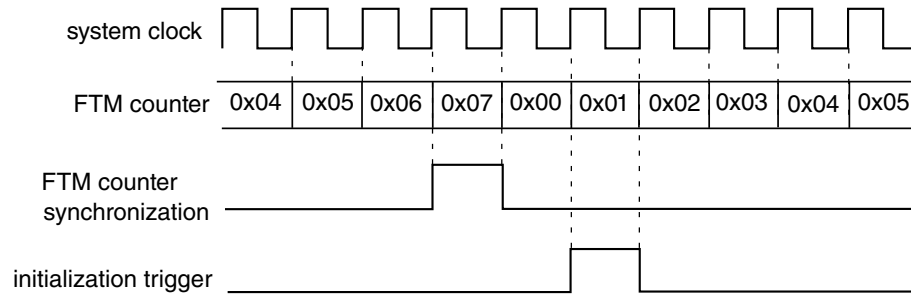 system clock
FTM counter 0x04 0x05 0x06 0x07 0x00 0x01 0x02 0x03 0x04 0x05
FTM counter
synchronization
initialization trigger